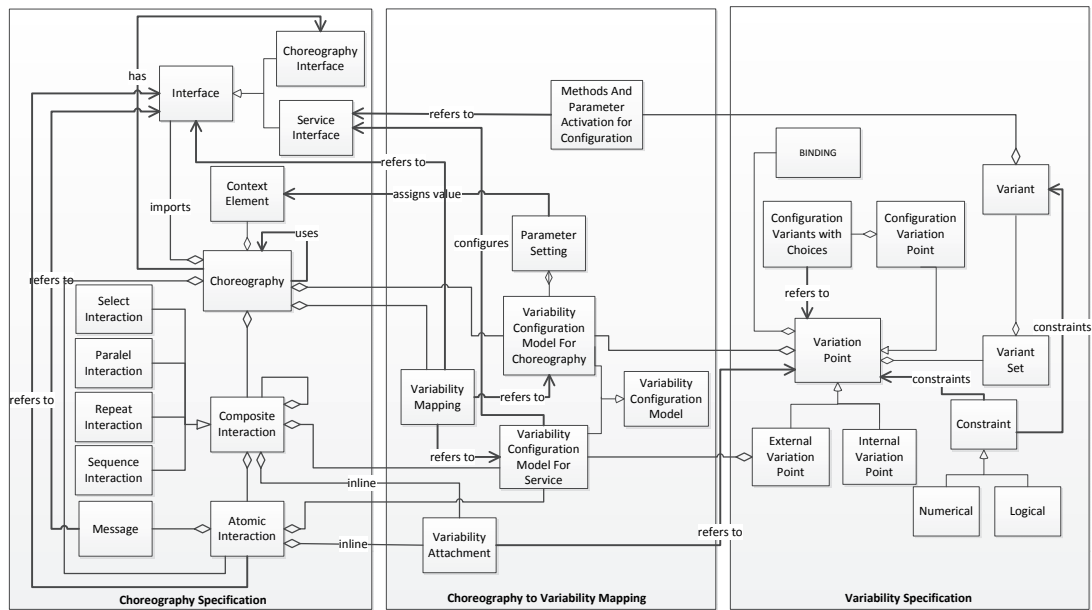 Choreography
Interface
has
Interface
Service
Interface
refers to
Methods And
Parameter
Activation for
Configuration
refers to
BINDING
Variant
Context
Element
assigns value
imports
uses
configures
Parameter
Setting
Configuration
Variants with
Choices
Configuration
Variation
Point
refers to
Choreography
refers to
Select
Interaction
Variability
Configuration
Model For
Choreography
Variation
Point
constraints
Variant
Set
Paralel
Interaction
refers to
Repeat
Interaction
Composite
Interaction
Variability
Mapping
refers to
Variability
Configuration
Model
constraints
Constraint
Sequence
Interaction
refers to
Variability
Configuration
Model For
Service
External
Variation
Point
Internal
Variation
Point
inline
Message
Atomic
Interaction
inline
Variability
Attachment
refers to
Numerical
Logical
Choreography Specification
Choreography to Variability Mapping
Variability Specification